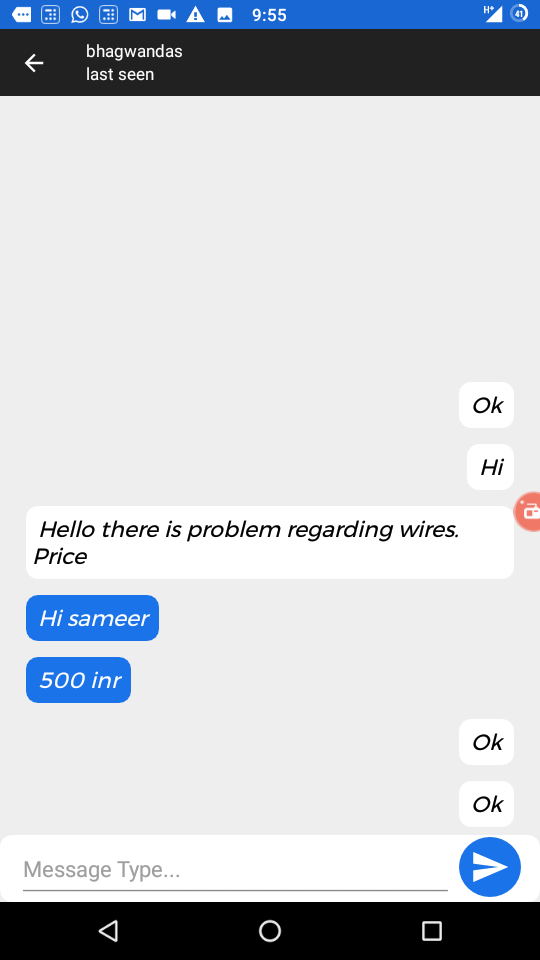 9:55
H+
41
bhagwandas
last seen
Ok
Hi
Hello there is problem regarding wires.
Price
Hi sameer
500 inr
Ok
Ok
Message Type...